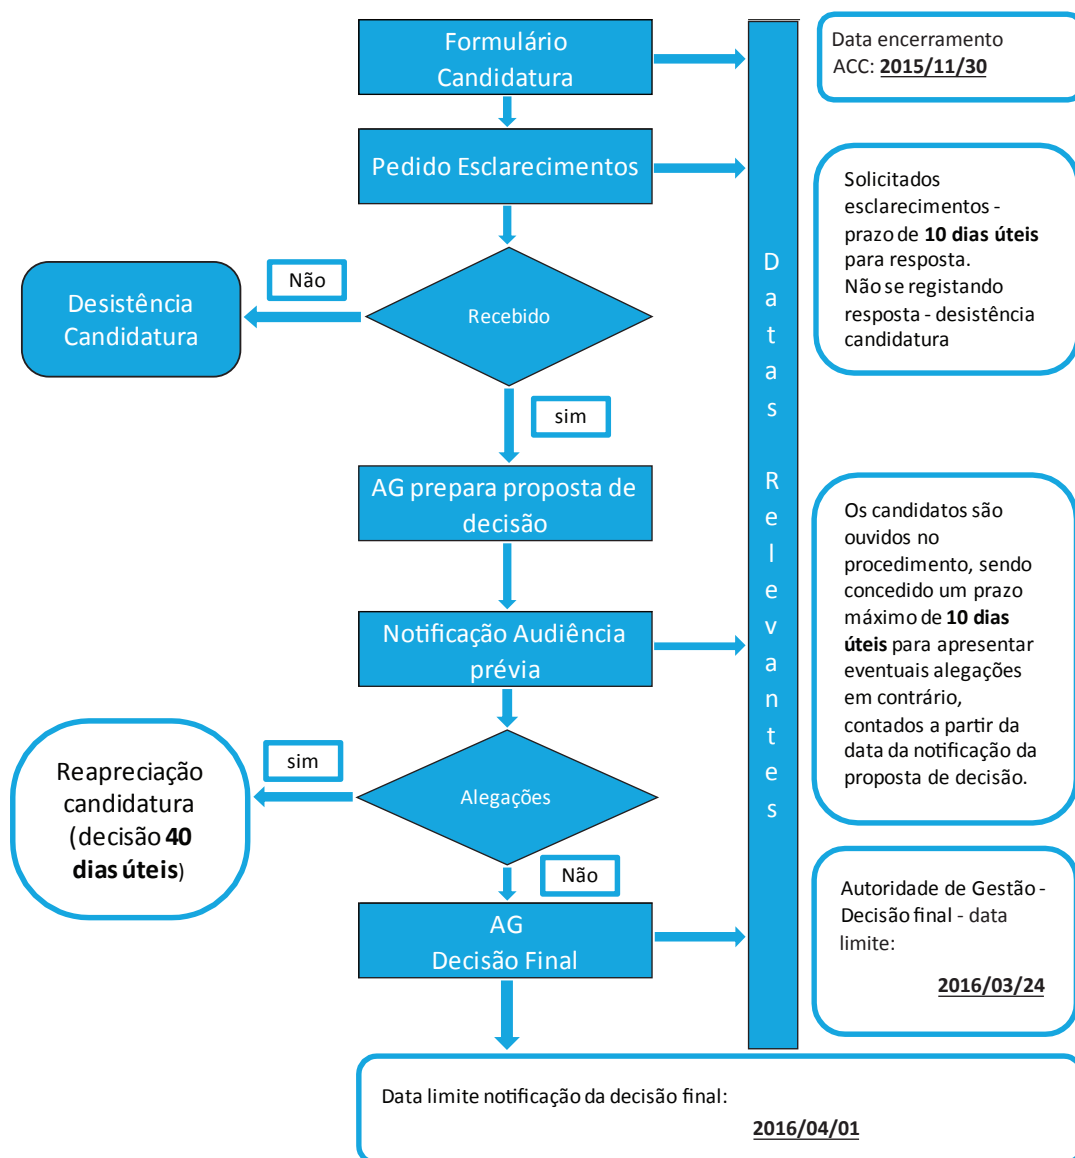 Formulário
Candidatura
Data encerramento
ACC: 2015/11/30
Pedido Esclarecimentos
Solicitados
esclarecimentos -
prazo de 10 dias úteis
para resposta.
Não se registando
resposta - desistência
candidatura
Não
Desistência
Candidatura
Recebido
sim
Datas Relevantes
AG prepara proposta de
decisão
Os candidatos são
ouvidos no
procedimento, sendo
concedido um prazo
máximo de 10 dias
úteis para apresentar
eventuais alegações
em contrário,
contados a partir da
data da notificação da
proposta de decisão.
Notificação Audiência
prévia
sim
Reapreciação
candidatura
(decisão 40
dias úteis)
Alegações
Não
AG
Decisão Final
Autoridade de Gestão -
Decisão final - data
limite:
2016/03/24
Data limite notificação da decisão final:
2016/04/01